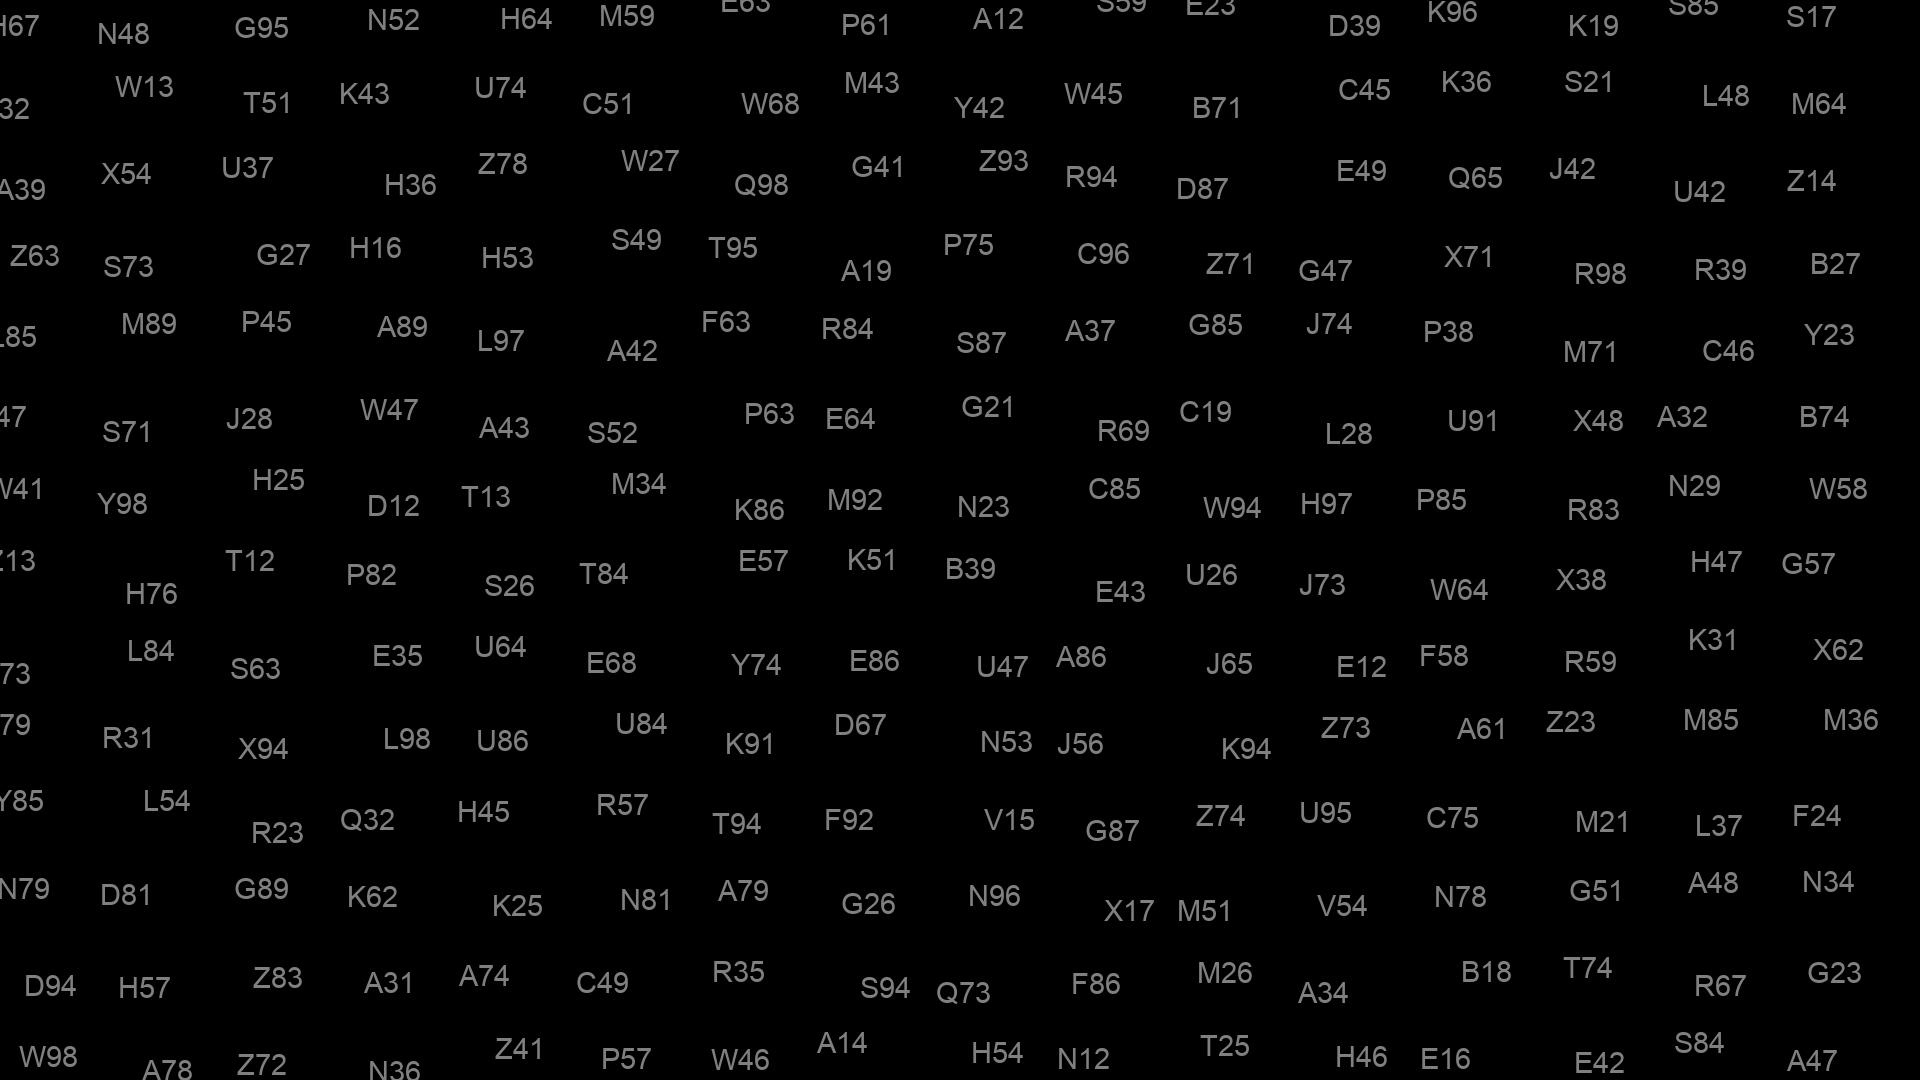 H67 N48 G95 N52 H64 M59 E63 P61 A12 S59 E23 D39 K96 K19 S85 S17
32 W13 T51 K43 U74 C51 W68 M43 Y42 W45 B71 C45 K36 S21 L48 M64
A39 X54 U37 H36 Z78 W27 Q98 G41 Z93 R94 D87 E49 Q65 J42 U42 Z14
Z63 S73 G27 H16 H53 S49 T95 A19 P75 C96 Z71 G47 X71 R98 R39 B27
L85 M89 P45 A89 L97 A42 F63 R84 S87 A37 G85 J74 P38 M71 C46 Y23
47 S71 J28 W47 A43 S52 P63 E64 G21 R69 C19 L28 U91 X48 A32 B74
W41 Y98 H25 D12 T13 M34 K86 M92 N23 C85 W94 H97 P85 R83 N29 W58
Z13 H76 T12 P82 S26 T84 E57 K51 B39 E43 U26 J73 W64 X38 H47 G57
73 L84 S63 E35 U64 E68 Y74 E86 U47 A86 J65 E12 F58 R59 K31 X62
79 R31 X94 L98 U86 U84 K91 D67 N53 J56 K94 Z73 A61 Z23 M85 M36
Y85 L54 R23 Q32 H45 R57 T94 F92 V15 G87 Z74 U95 C75 M21 L37 F24
N79 D81 G89 K62 K25 N81 A79 G26 N96 X17 M51 V54 N78 G51 A48 N34
D94 H57 Z83 A31 A74 C49 R35 S94 Q73 F86 M26 A34 B18 T74 R67 G23
W98 A78 Z72 N36 Z41 P57 W46 A14 H54 N12 T25 H46 E16 E42 S84 A47